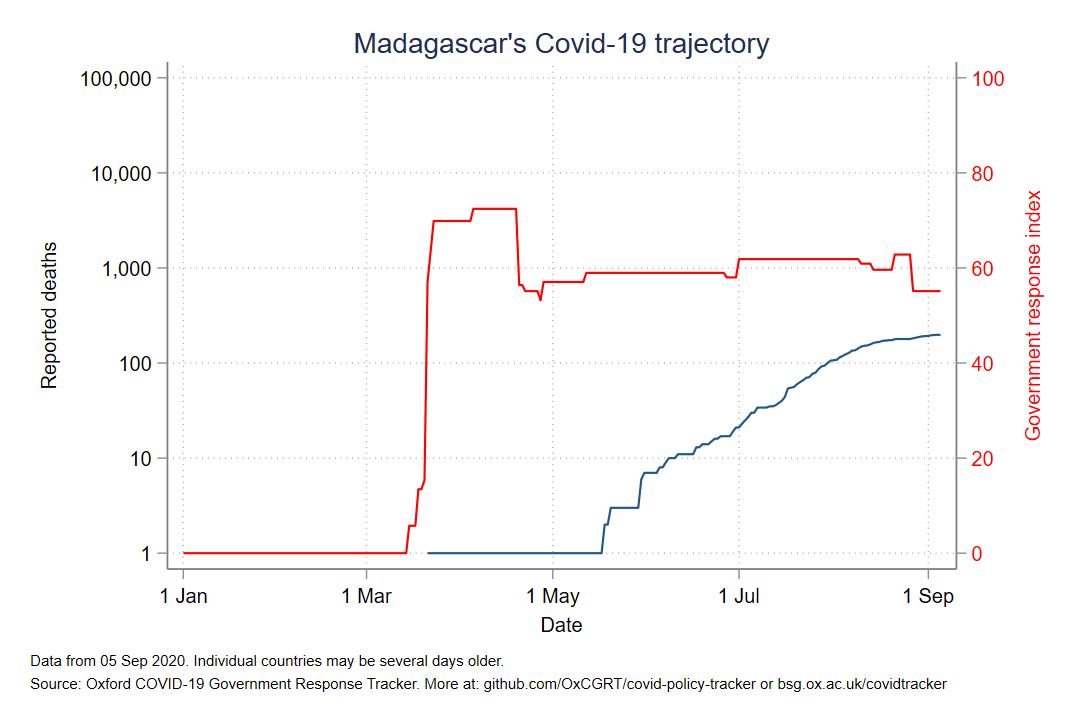 Madagascar's Covid-19 trajectory
Reported deaths
100,000
10,000
1,000
100
10
1
Government response index
100
80
60
40
20
0
1 Jan
1 Mar
1 May
1 Jul
1 Sep
Date
Data from 05 Sep 2020. Individual countries may be several days older.
Source: Oxford COVID-19 Government Response Tracker. More at: github.com/OxCGRT/covid-policy-tracker or bsg.ox.ac.uk/covidtracker